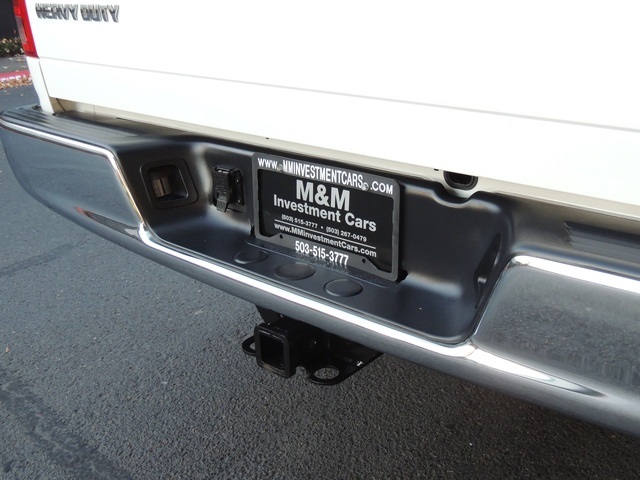 HEAVY DUTY
WWW.MMINVESTMENTCARS.COM
M&M
Investment Cars
(503) 515-3777 • (503) 267-0479
www.MMinvestmentCars.com
503-515-3777